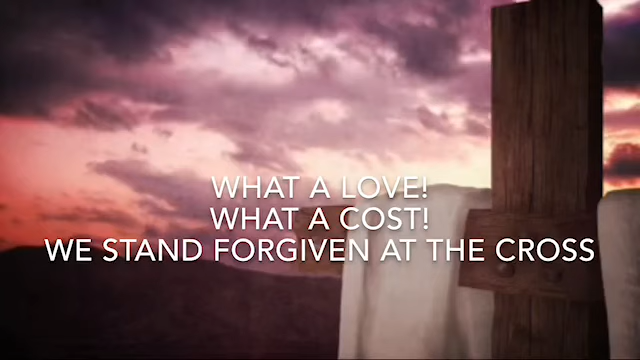 WHAT A LOVE!
WHAT A COST!
WE STAND FORGIVEN AT THE CROSS